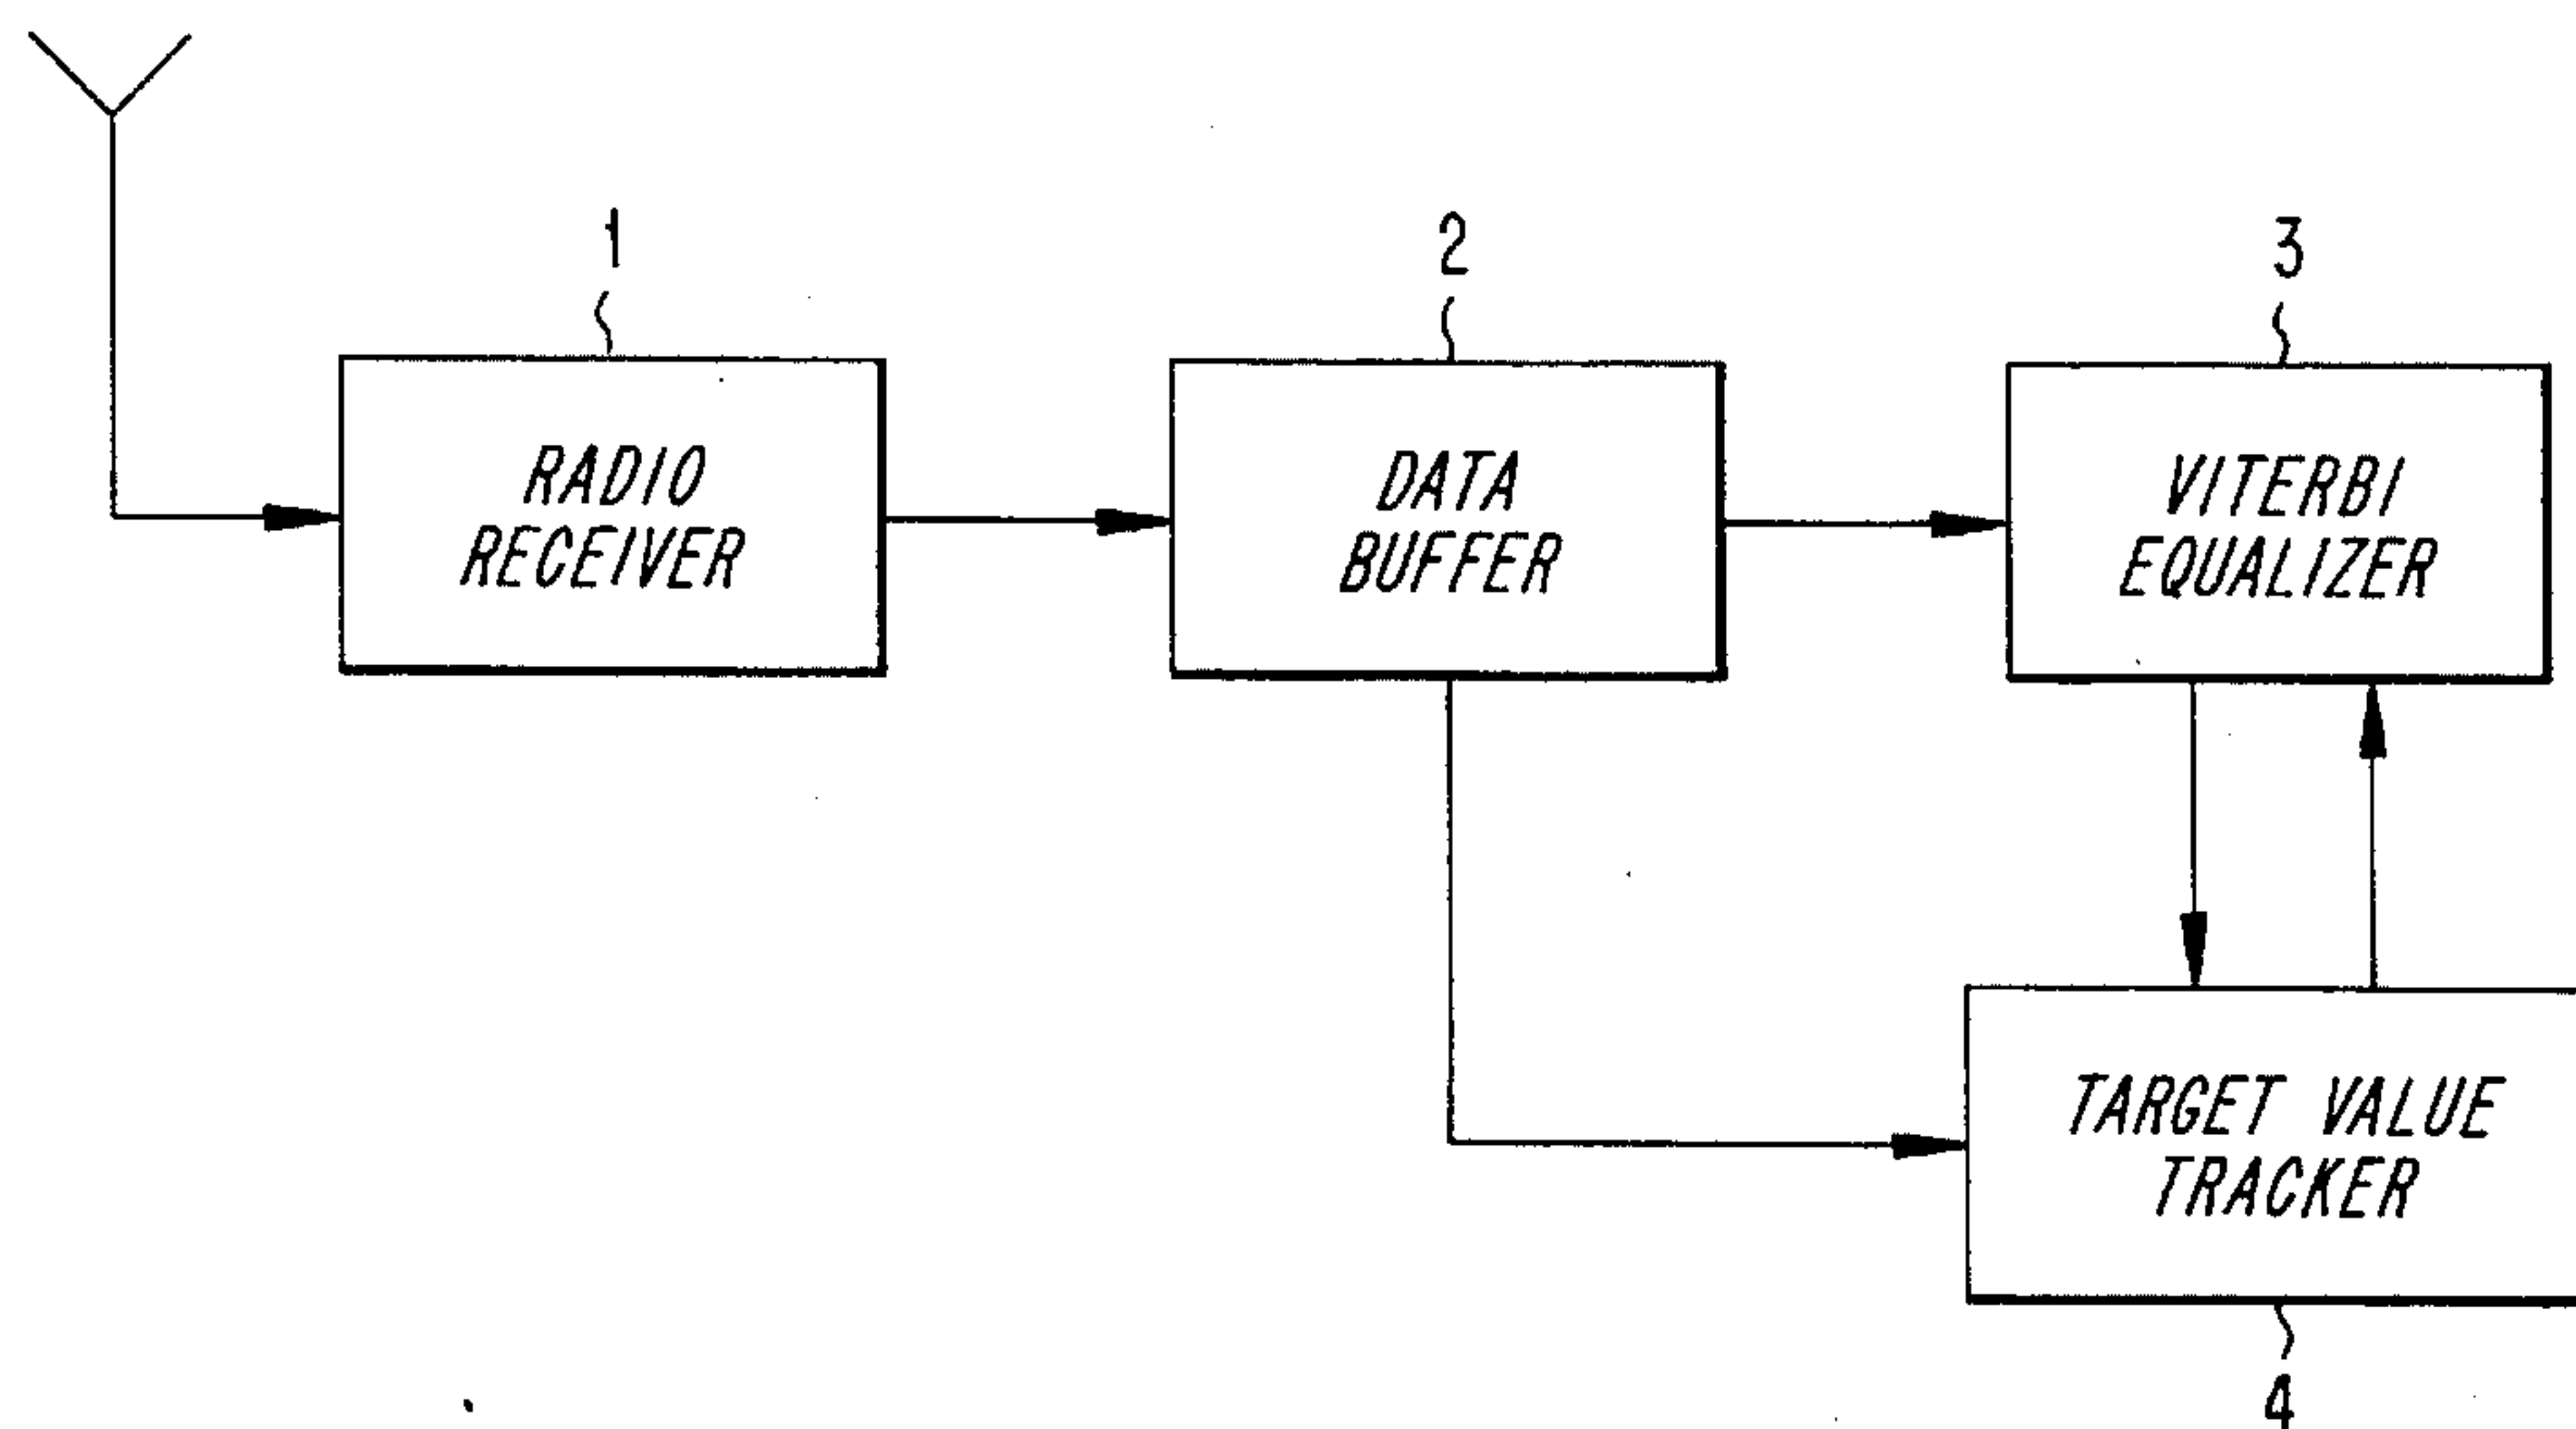 1
2
3
RADIO
RECEIVER
DATA
BUFFER
VITERBI
EQUALIZER
TARGET VALUE
TRACKER
4